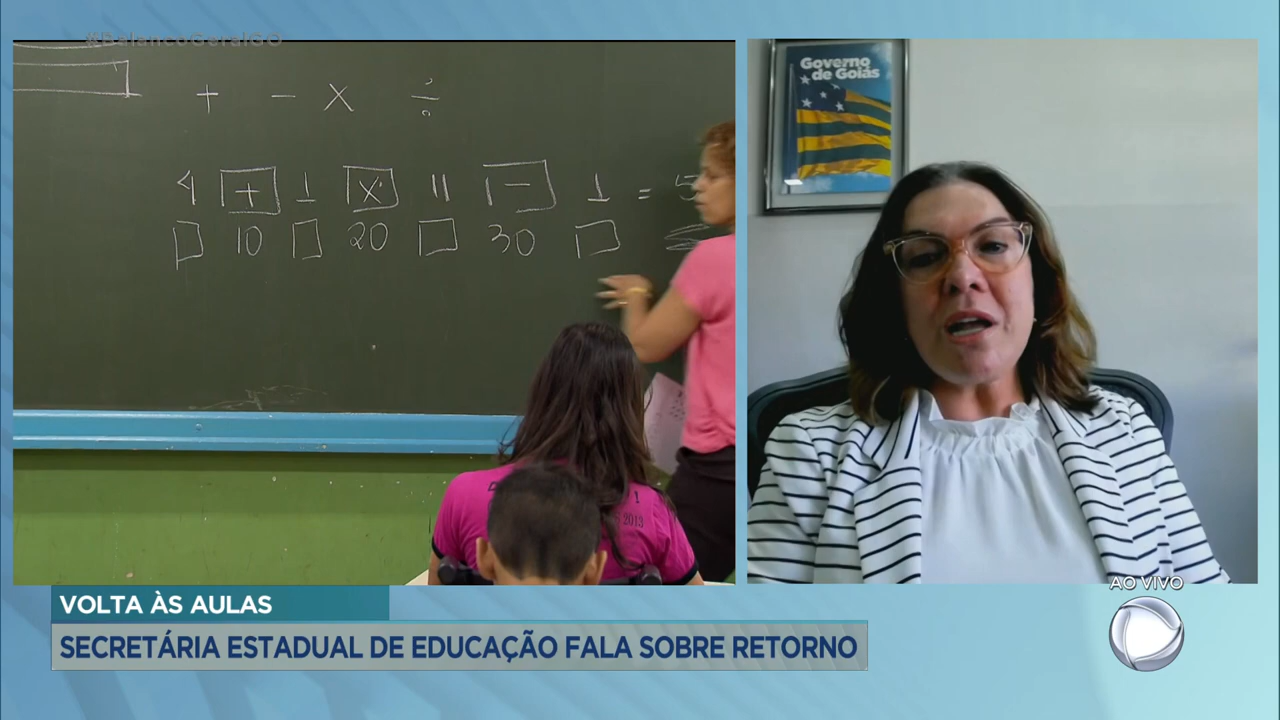 #BalancoGeralGO
+ − X ÷
4 + 1 X 11 − 1 = 5
10 20 30
2013
Governo
de Goiás
AO VIVO
VOLTA ÀS AULAS
SECRETÁRIA ESTADUAL DE EDUCAÇÃO FALA SOBRE RETORNO